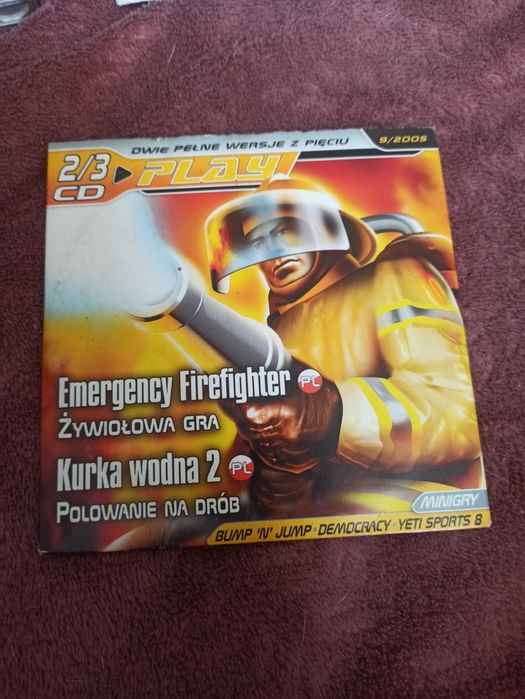 DWIE PEŁNE WERSJE Z PIĘCIU
9/2005
2/3
CD
PLAY!
Emergency Firefighter PL
ŻYWIOŁOWA GRA
Kurka wodna 2 PL
POLOWANIE NA DRÓB
MINIGRY
BUMP 'N' JUMP · DEMOCRACY · YETI SPORTS 8